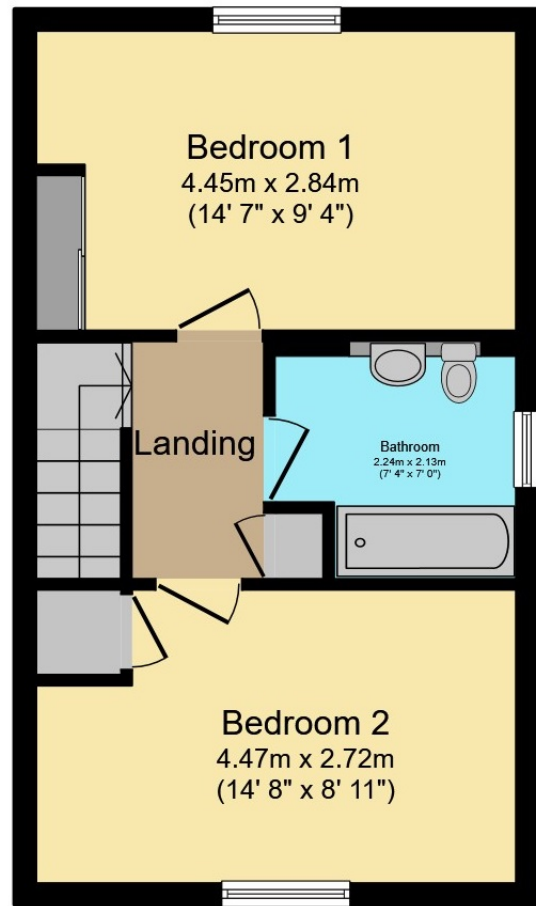 Bedroom 1
4.45m x 2.84m
(14' 7" x 9' 4")
Landing
Bathroom
2.24m x 2.13m
(7' 4" x 7' 0")
Bedroom 2
4.47m x 2.72m
(14' 8" x 8' 11")